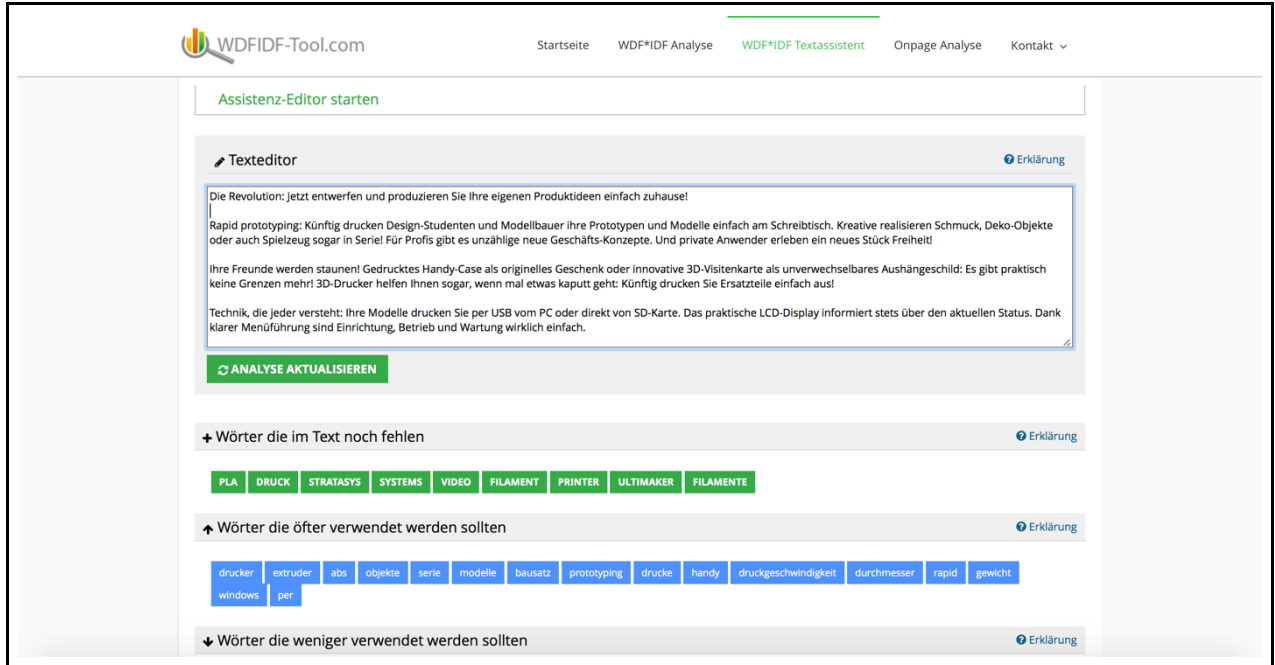 WDFIDF-Tool.com
Startseite WDF*IDF Analyse WDF*IDF Textassistent Onpage Analyse Kontakt
Assistenz-Editor starten
Texteditor Erklärung
Die Revolution: Jetzt entwerfen und produzieren Sie Ihre eigenen Produktideen einfach zuhause!
Rapid prototyping: Künftig drucken Design-Studenten und Modellbauer ihre Prototypen und Modelle einfach am Schreibtisch. Kreative realisieren Schmuck, Deko-Objekte
oder auch Spielzeug sogar in Serie! Für Profis gibt es unzählige neue Geschäfts-Konzepte. Und private Anwender erleben ein neues Stück Freiheit!
Ihre Freunde werden staunen! Gedrucktes Handy-Case als originelles Geschenk oder innovative 3D-Visitenkarte als unverwechselbares Aushängeschild: Es gibt praktisch
keine Grenzen mehr! 3D-Drucker helfen Ihnen sogar, wenn mal etwas kaputt geht: Künftig drucken Sie Ersatzteile einfach aus!
Technik, die jeder versteht: Ihre Modelle drucken Sie per USB vom PC oder direkt von SD-Karte. Das praktische LCD-Display informiert stets über den aktuellen Status. Dank
klarer Menüführung sind Einrichtung, Betrieb und Wartung wirklich einfach.
ANALYSE AKTUALISIEREN
Wörter die im Text noch fehlen Erklärung
PLA DRUCK STRATASYS SYSTEMS VIDEO FILAMENT PRINTER ULTIMAKER FILAMENTE
Wörter die öfter verwendet werden sollten Erklärung
drucker extruder abs objekte serie modelle bausatz prototyping drucke handy druckgeschwindigkeit durchmesser rapid gewicht
windows per
Wörter die weniger verwendet werden sollten Erklärung